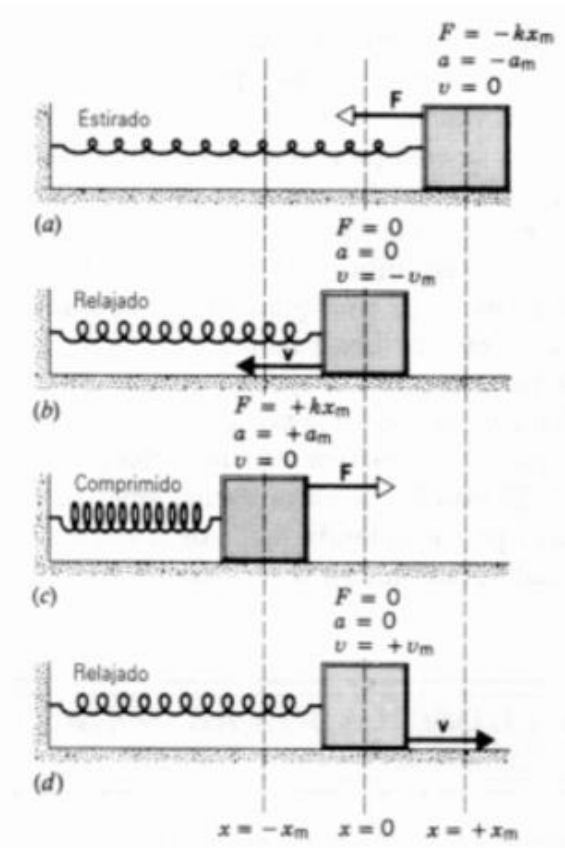 F = −kxm
a = −am
v = 0
F
Estirado
(a)
F = 0
a = 0
v = −vm
Relajado
v
(b)
F = +kxm
a = +am
v = 0
Comprimido
F
(c)
F = 0
a = 0
v = +vm
Relajado
v
(d)
x = −xm x = 0 x = +xm